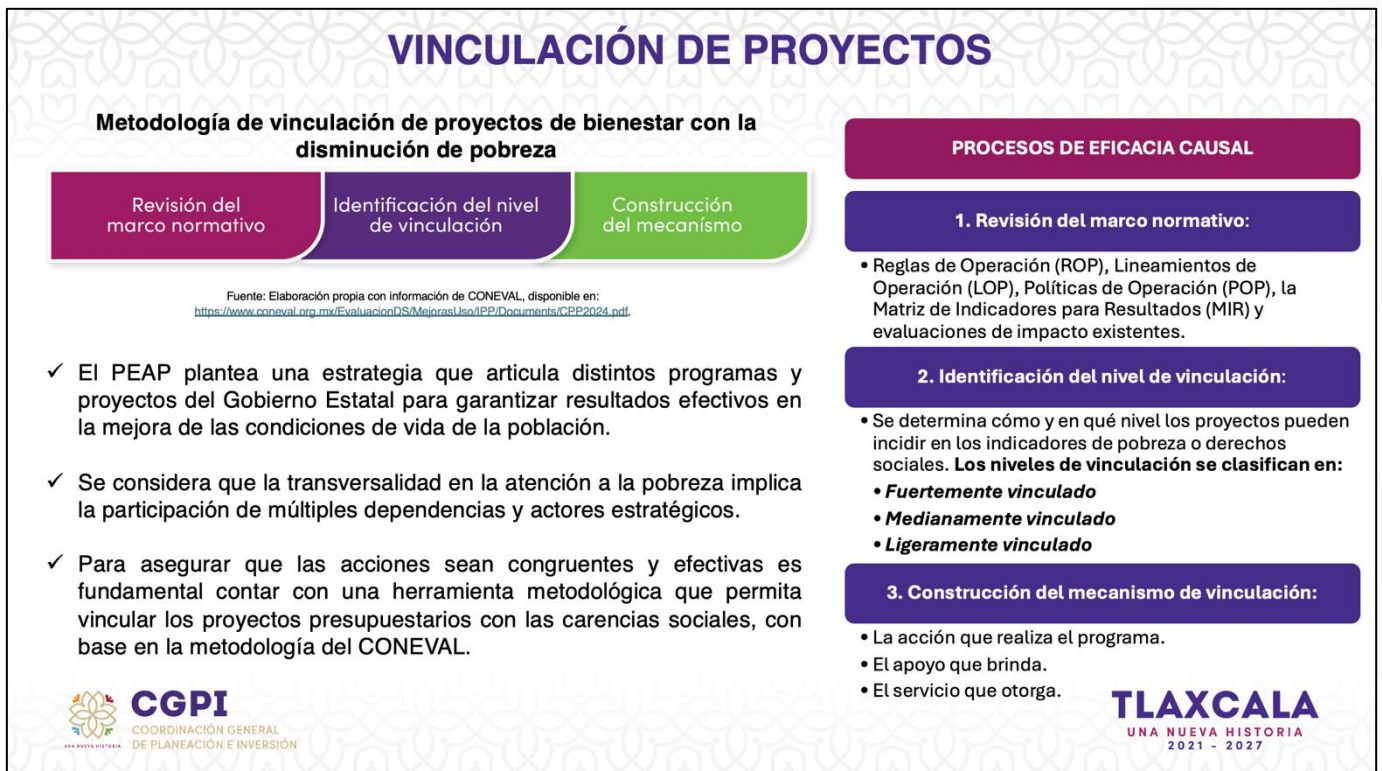 VINCULACIÓN DE PROYECTOS
Metodología de vinculación de proyectos de bienestar con la
disminución de pobreza
Revisión del
marco normativo
Identificación del nivel
de vinculación
Construcción
del mecanísmo
Fuente: Elaboración propia con información de CONEVAL, disponible en:
https://www.coneval.org.mx/EvaluacionDS/MejorasUso/IPP/Documents/CPP2024.pdf.
✓ El PEAP plantea una estrategia que articula distintos programas y
proyectos del Gobierno Estatal para garantizar resultados efectivos en
la mejora de las condiciones de vida de la población.
✓ Se considera que la transversalidad en la atención a la pobreza implica
la participación de múltiples dependencias y actores estratégicos.
✓ Para asegurar que las acciones sean congruentes y efectivas es
fundamental contar con una herramienta metodológica que permita
vincular los proyectos presupuestarios con las carencias sociales, con
base en la metodología del CONEVAL.
PROCESOS DE EFICACIA CAUSAL
1. Revisión del marco normativo:
• Reglas de Operación (ROP), Lineamientos de
Operación (LOP), Políticas de Operación (POP), la
Matriz de Indicadores para Resultados (MIR) y
evaluaciones de impacto existentes.
2. Identificación del nivel de vinculación:
• Se determina cómo y en qué nivel los proyectos pueden
incidir en los indicadores de pobreza o derechos
sociales. Los niveles de vinculación se clasifican en:
• Fuertemente vinculado
• Medianamente vinculado
• Ligeramente vinculado
3. Construcción del mecanismo de vinculación:
• La acción que realiza el programa.
• El apoyo que brinda.
• El servicio que otorga.
UNA NUEVA HISTORIA
CGPI
COORDINACIÓN GENERAL
DE PLANEACIÓN E INVERSIÓN
TLAXCALA
UNA NUEVA HISTORIA
2021 - 2027